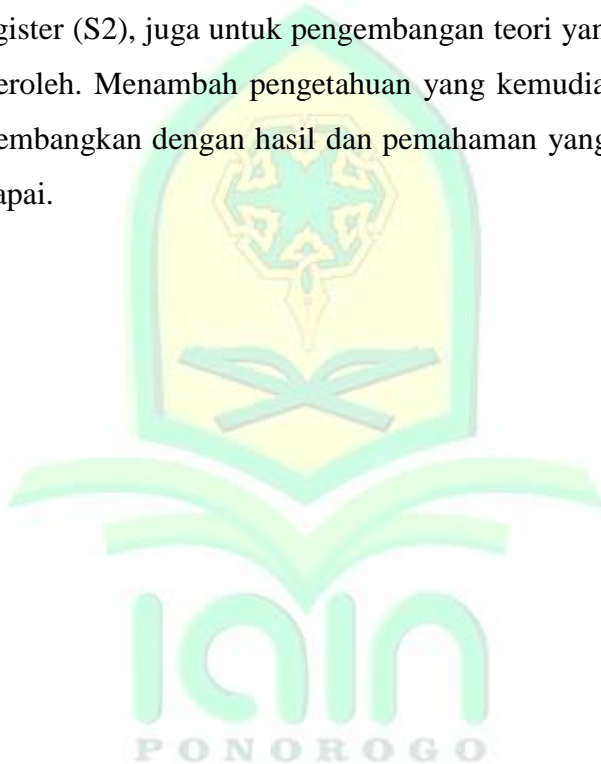 gister (S2), juga untuk pengembangan teori yan
eroleh. Menambah pengetahuan yang kemudia
embangkan dengan hasil dan pemahaman yang
apai.
IAIN
PONOROGO